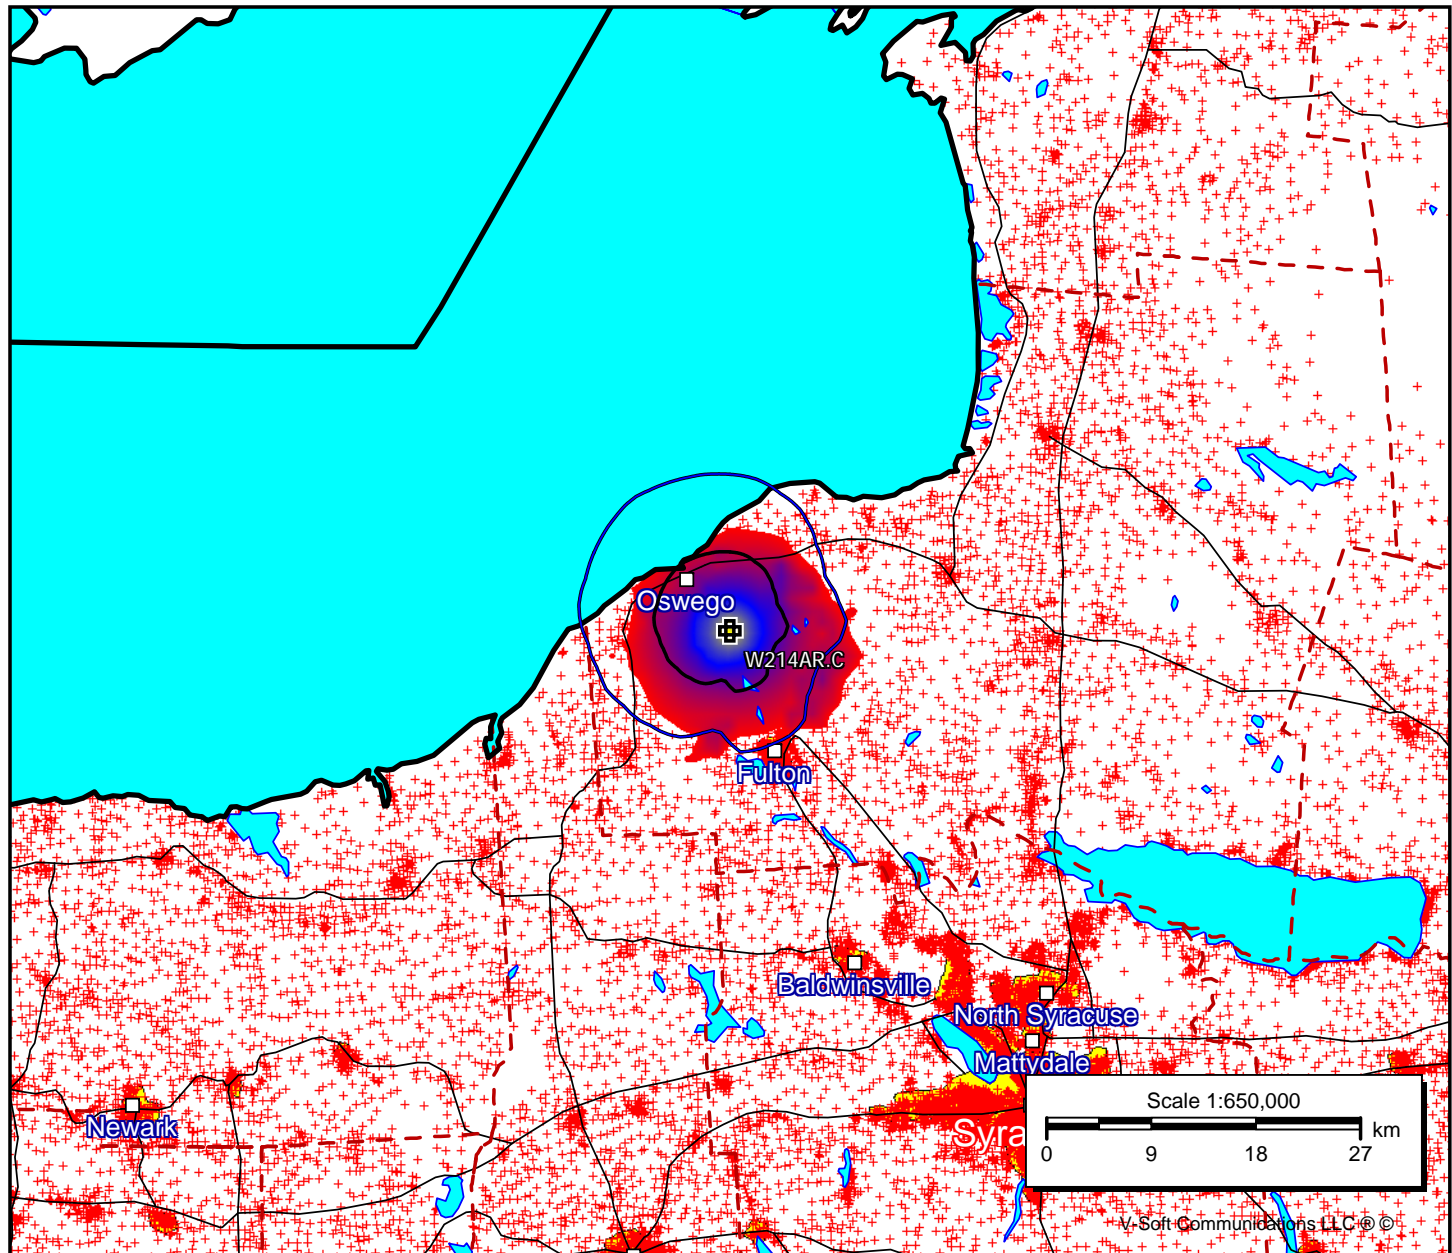 Oswego
W214AR.C
Fulton
Baldwinsville
North Syracuse
Mattydale
Newark
Syra
Scale 1:650,000
km
0 9 18 27
V-Soft Communications LLC ® ©